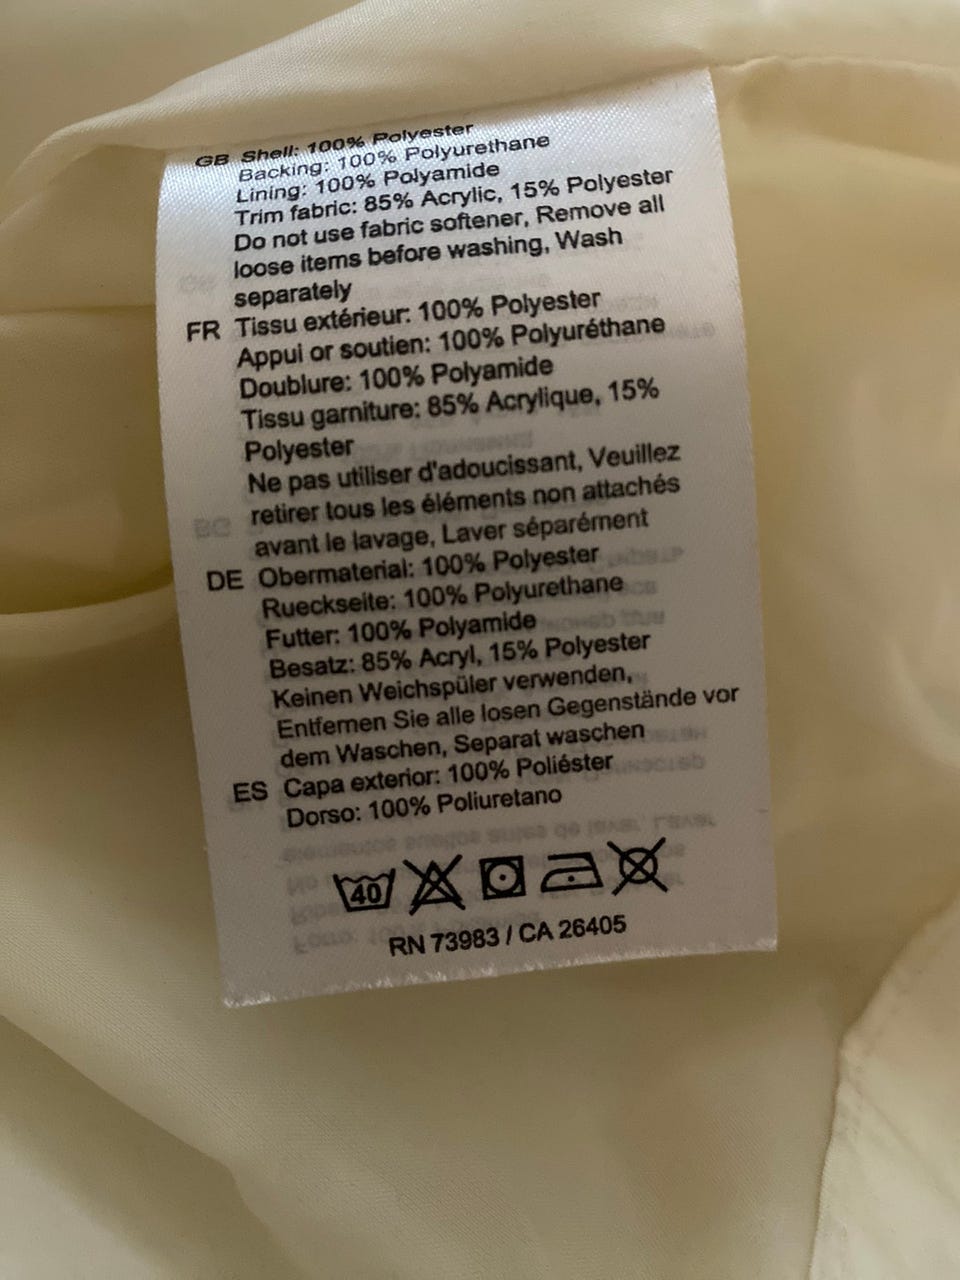 GB Shell: 100% Polyester
Backing: 100% Polyurethane
Lining: 100% Polyamide
Trim fabric: 85% Acrylic, 15% Polyester
Do not use fabric softener, Remove all
loose items before washing, Wash
separately
FR Tissu extérieur: 100% Polyester
Appui or soutien: 100% Polyuréthane
Doublure: 100% Polyamide
Tissu garniture: 85% Acrylique, 15%
Polyester
Ne pas utiliser d'adoucissant, Veuillez
retirer tous les éléments non attachés
avant le lavage, Laver séparément
DE Obermaterial: 100% Polyester
Rueckseite: 100% Polyurethane
Futter: 100% Polyamide
Besatz: 85% Acryl, 15% Polyester
Keinen Weichspüler verwenden,
Entfernen Sie alle losen Gegenstände vor
dem Waschen, Separat waschen
ES Capa exterior: 100% Poliéster
Dorso: 100% Poliuretano
40
RN 73983 / CA 26405